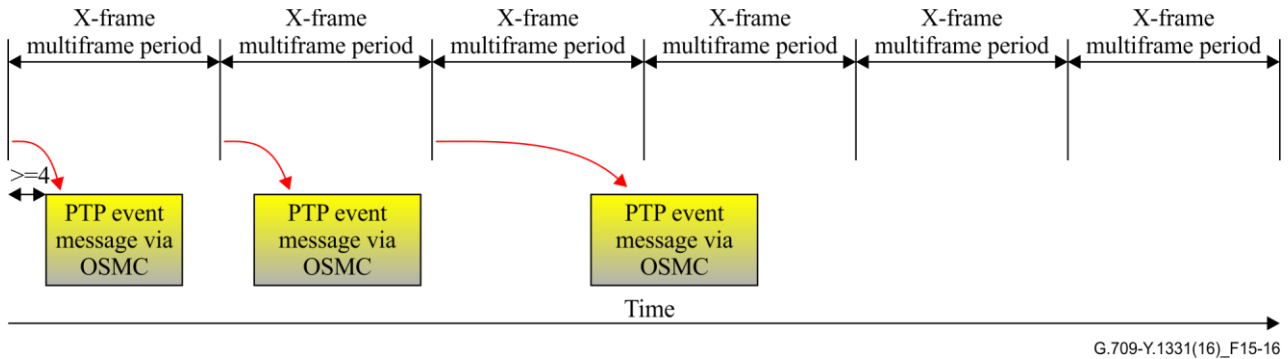 X-frame
multiframe period
X-frame
multiframe period
X-frame
multiframe period
X-frame
multiframe period
X-frame
multiframe period
X-frame
multiframe period
>=4
PTP event
message via
OSMC
PTP event
message via
OSMC
PTP event
message via
OSMC
Time
G.709-Y.1331(16)_F15-16